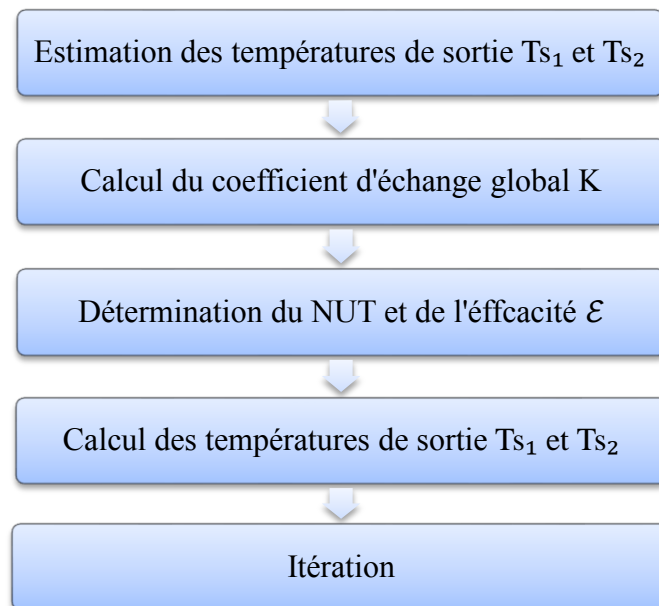 Estimation des températures de sortie Ts₁ et Ts₂
Calcul du coefficient d'échange global K
Détermination du NUT et de l'éffcacité ℰ
Calcul des températures de sortie Ts₁ et Ts₂
Itération